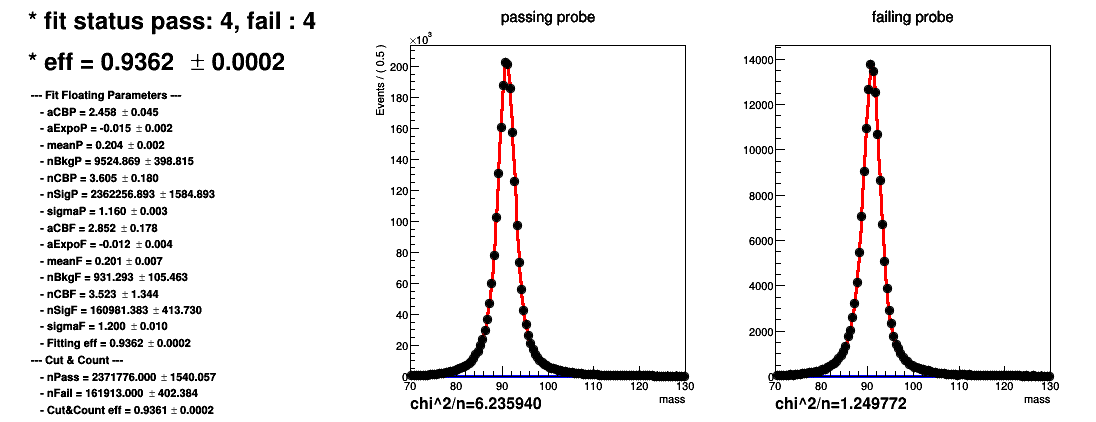 * fit status pass: 4, fail : 4
* eff = 0.9362 ± 0.0002
--- Fit Floating Parameters ---
- aCBP = 2.458 ± 0.045
- aExpoP = -0.015 ± 0.002
- meanP = 0.204 ± 0.002
- nBkgP = 9524.869 ± 398.815
- nCBP = 3.605 ± 0.180
- nSigP = 2362256.893 ± 1584.893
- sigmaP = 1.160 ± 0.003
- aCBF = 2.852 ± 0.178
- aExpoF = -0.012 ± 0.004
- meanF = 0.201 ± 0.007
- nBkgF = 931.293 ± 105.463
- nCBF = 3.523 ± 1.344
- nSigF = 160981.383 ± 413.730
- sigmaF = 1.200 ± 0.010
- Fitting eff = 0.9362 ± 0.0002
--- Cut & Count ---
- nPass = 2371776.000 ± 1540.057
- nFail = 161913.000 ± 402.384
- Cut&Count eff = 0.9361 ± 0.0002
passing probe
×10³
Events / ( 0.5 )
200
180
160
140
120
100
80
60
40
20
0
70 80 90 100 110 120 130
mass
chi^2/n=6.235940
failing probe
14000
12000
10000
8000
6000
4000
2000
0
70 80 90 100 110 120 130
mass
chi^2/n=1.249772